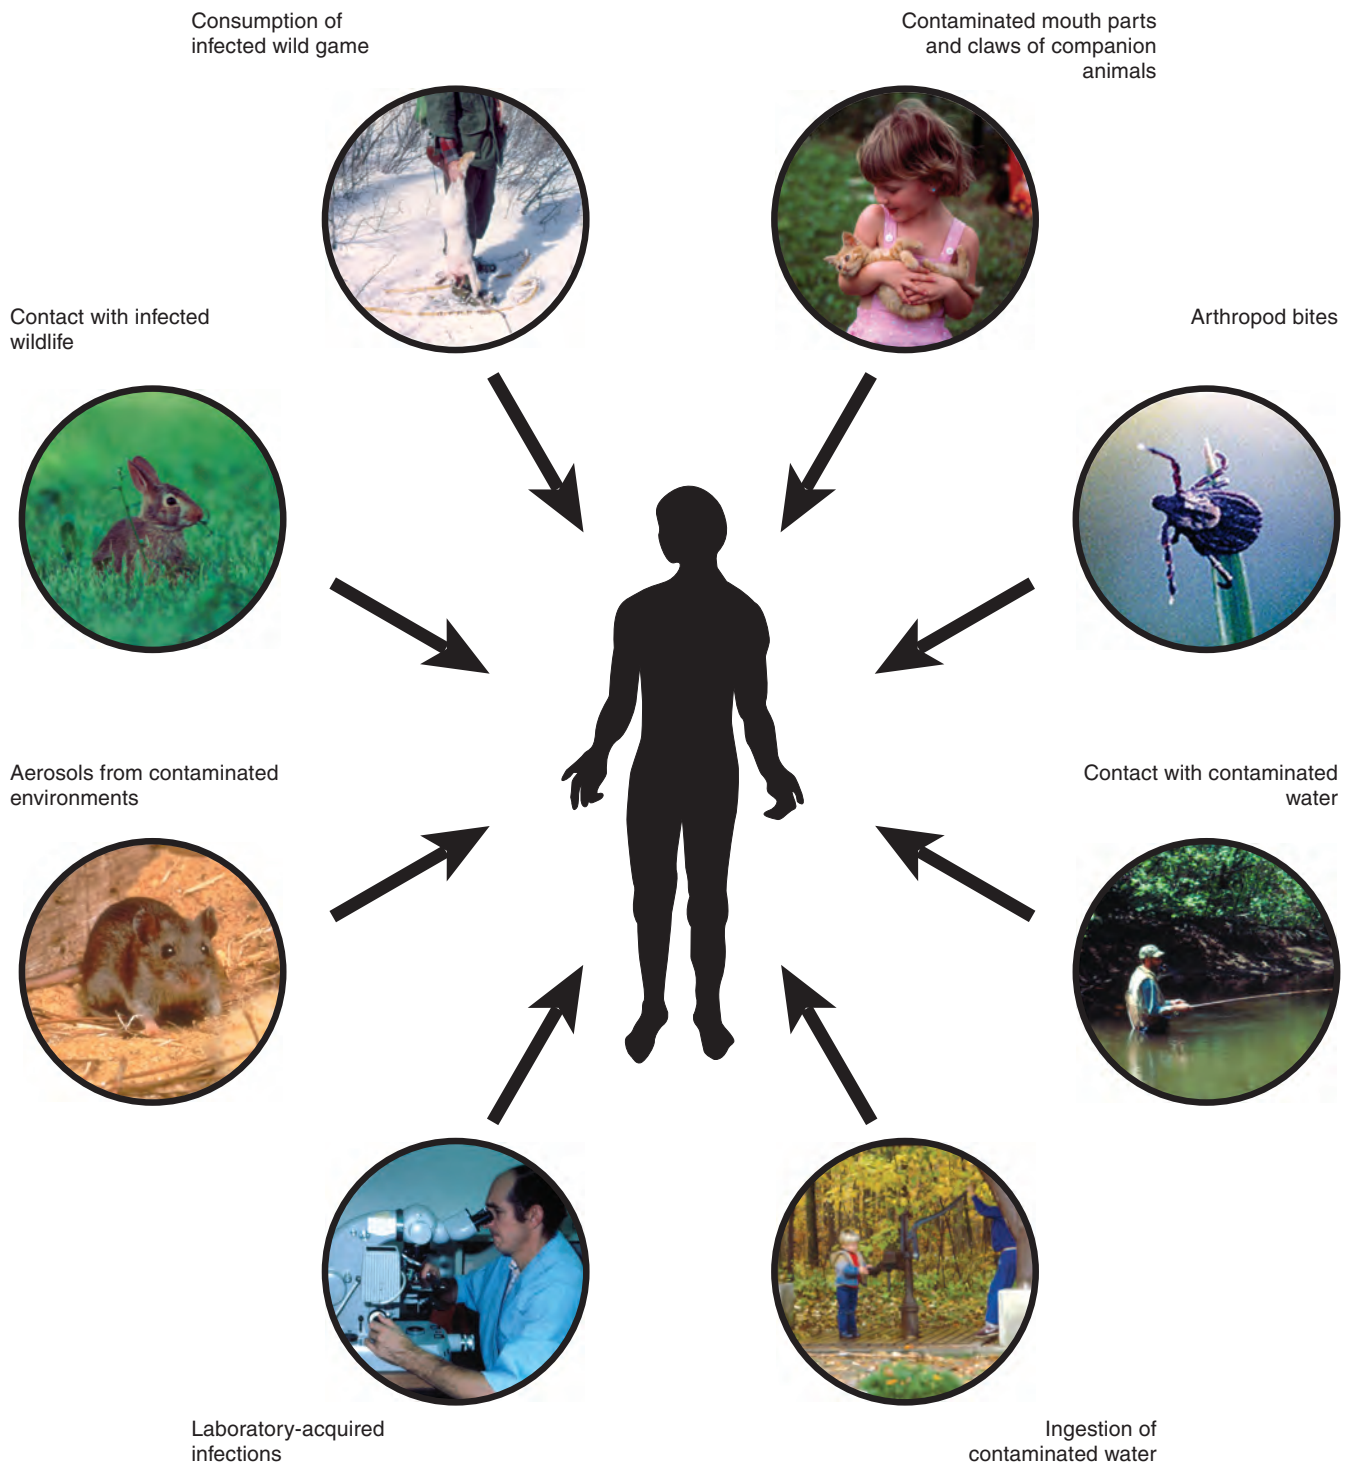 Consumption of
infected wild game
Contaminated mouth parts
and claws of companion
animals
Contact with infected
wildlife
Arthropod bites
Aerosols from contaminated
environments
Contact with contaminated
water
Laboratory-acquired
infections
Ingestion of
contaminated water